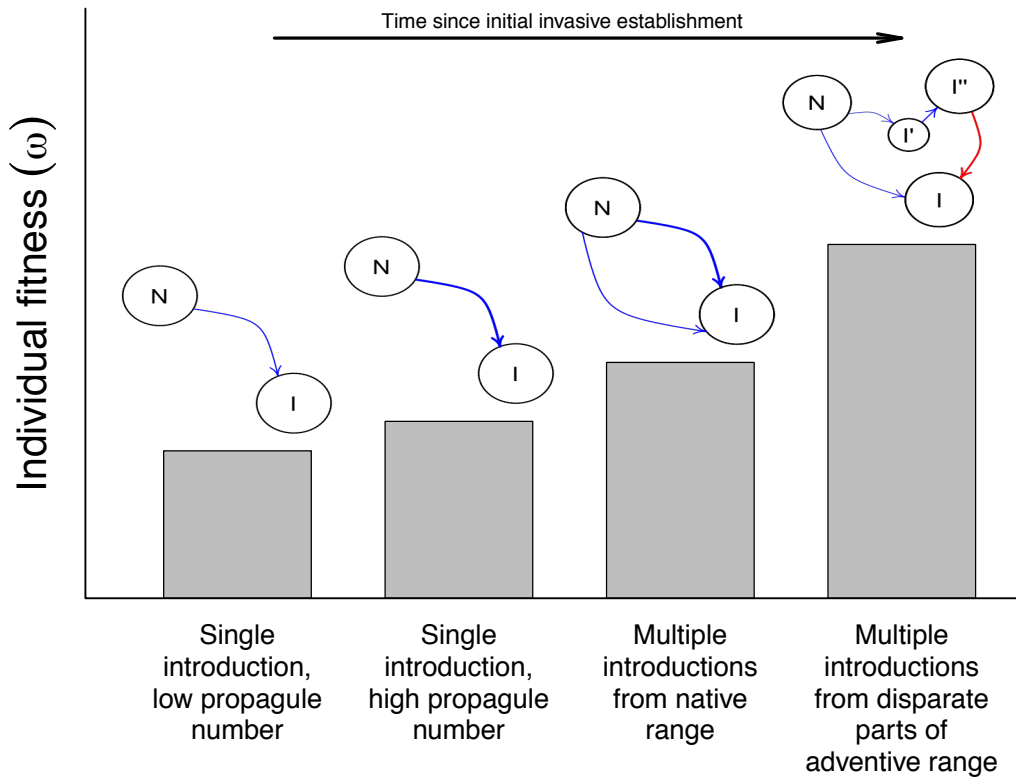 Time since initial invasive establishment
Individual fitness (ω)
N
I
N
I
N
I
N
I'
I"
I
Single
introduction,
low propagule
number
Single
introduction,
high propagule
number
Multiple
introductions
from native
range
Multiple
introductions
from disparate
parts of
adventive range